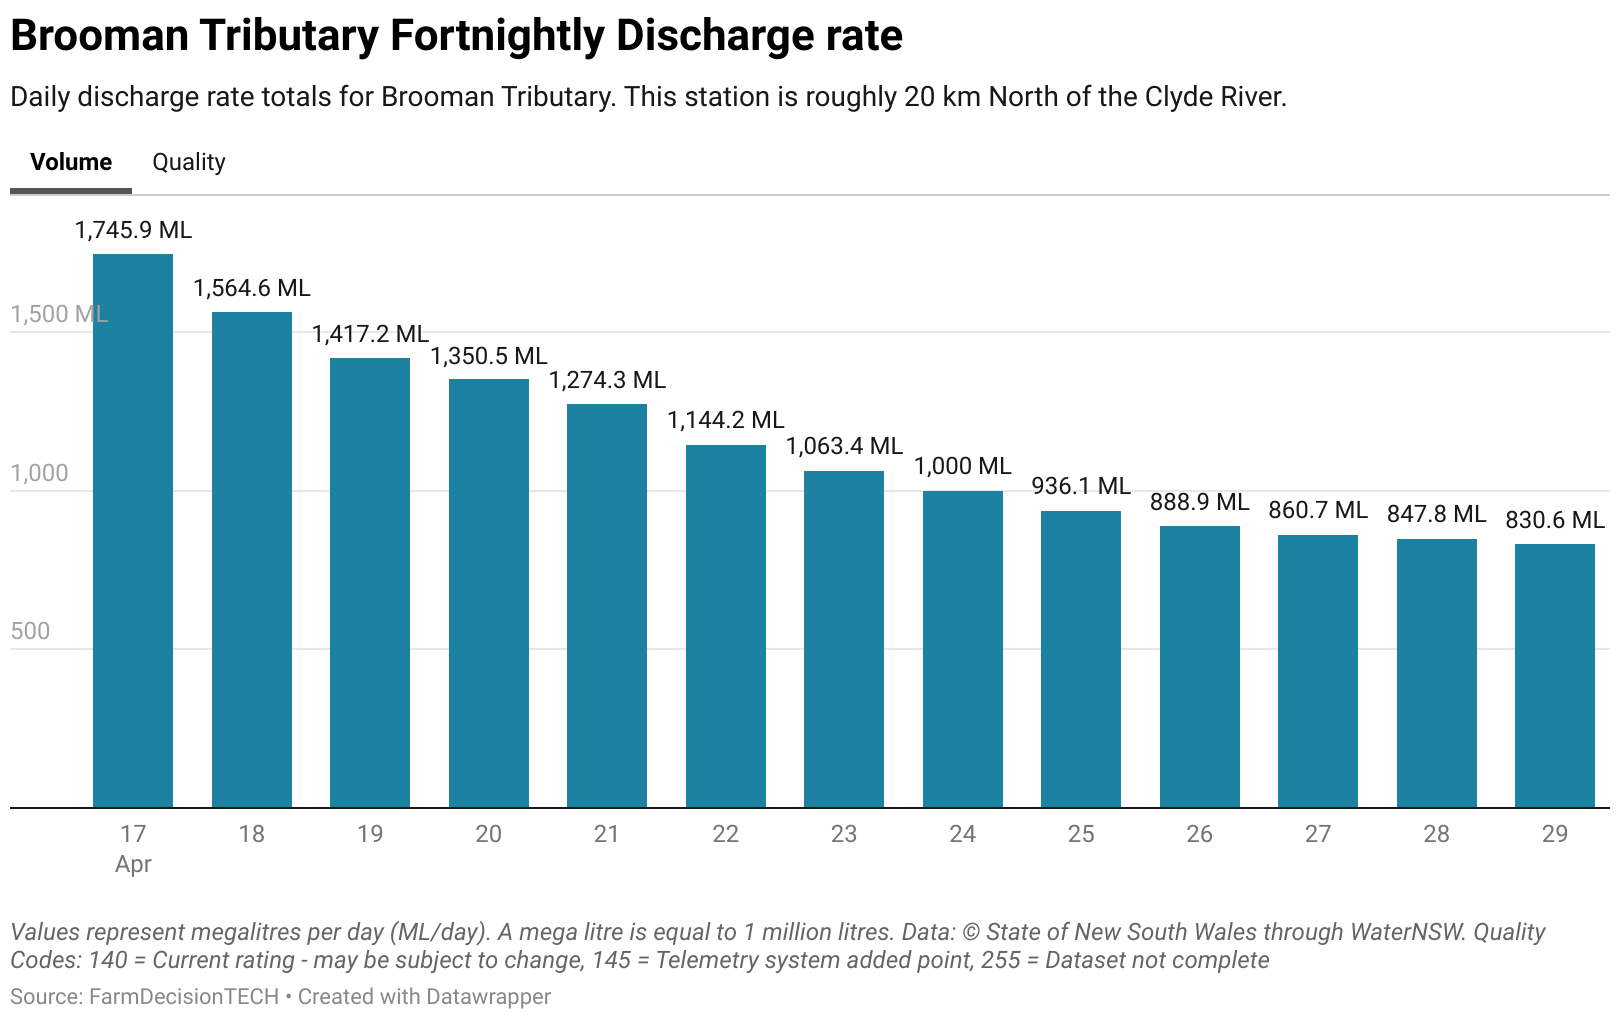 Brooman Tributary Fortnightly Discharge rate
Daily discharge rate totals for Brooman Tributary. This station is roughly 20 km North of the Clyde River.
Volume Quality
1,745.9 ML
1,564.6 ML
1,500 ML
1,417.2 ML
1,350.5 ML
1,274.3 ML
1,144.2 ML
1,063.4 ML
1,000 ML
1,000
936.1 ML
888.9 ML
860.7 ML
847.8 ML
830.6 ML
500
17 18 19 20 21 22 23 24 25 26 27 28 29
Apr
Values represent megalitres per day (ML/day). A mega litre is equal to 1 million litres. Data: © State of New South Wales through WaterNSW. Quality
Codes: 140 = Current rating - may be subject to change, 145 = Telemetry system added point, 255 = Dataset not complete
Source: FarmDecisionTECH • Created with Datawrapper